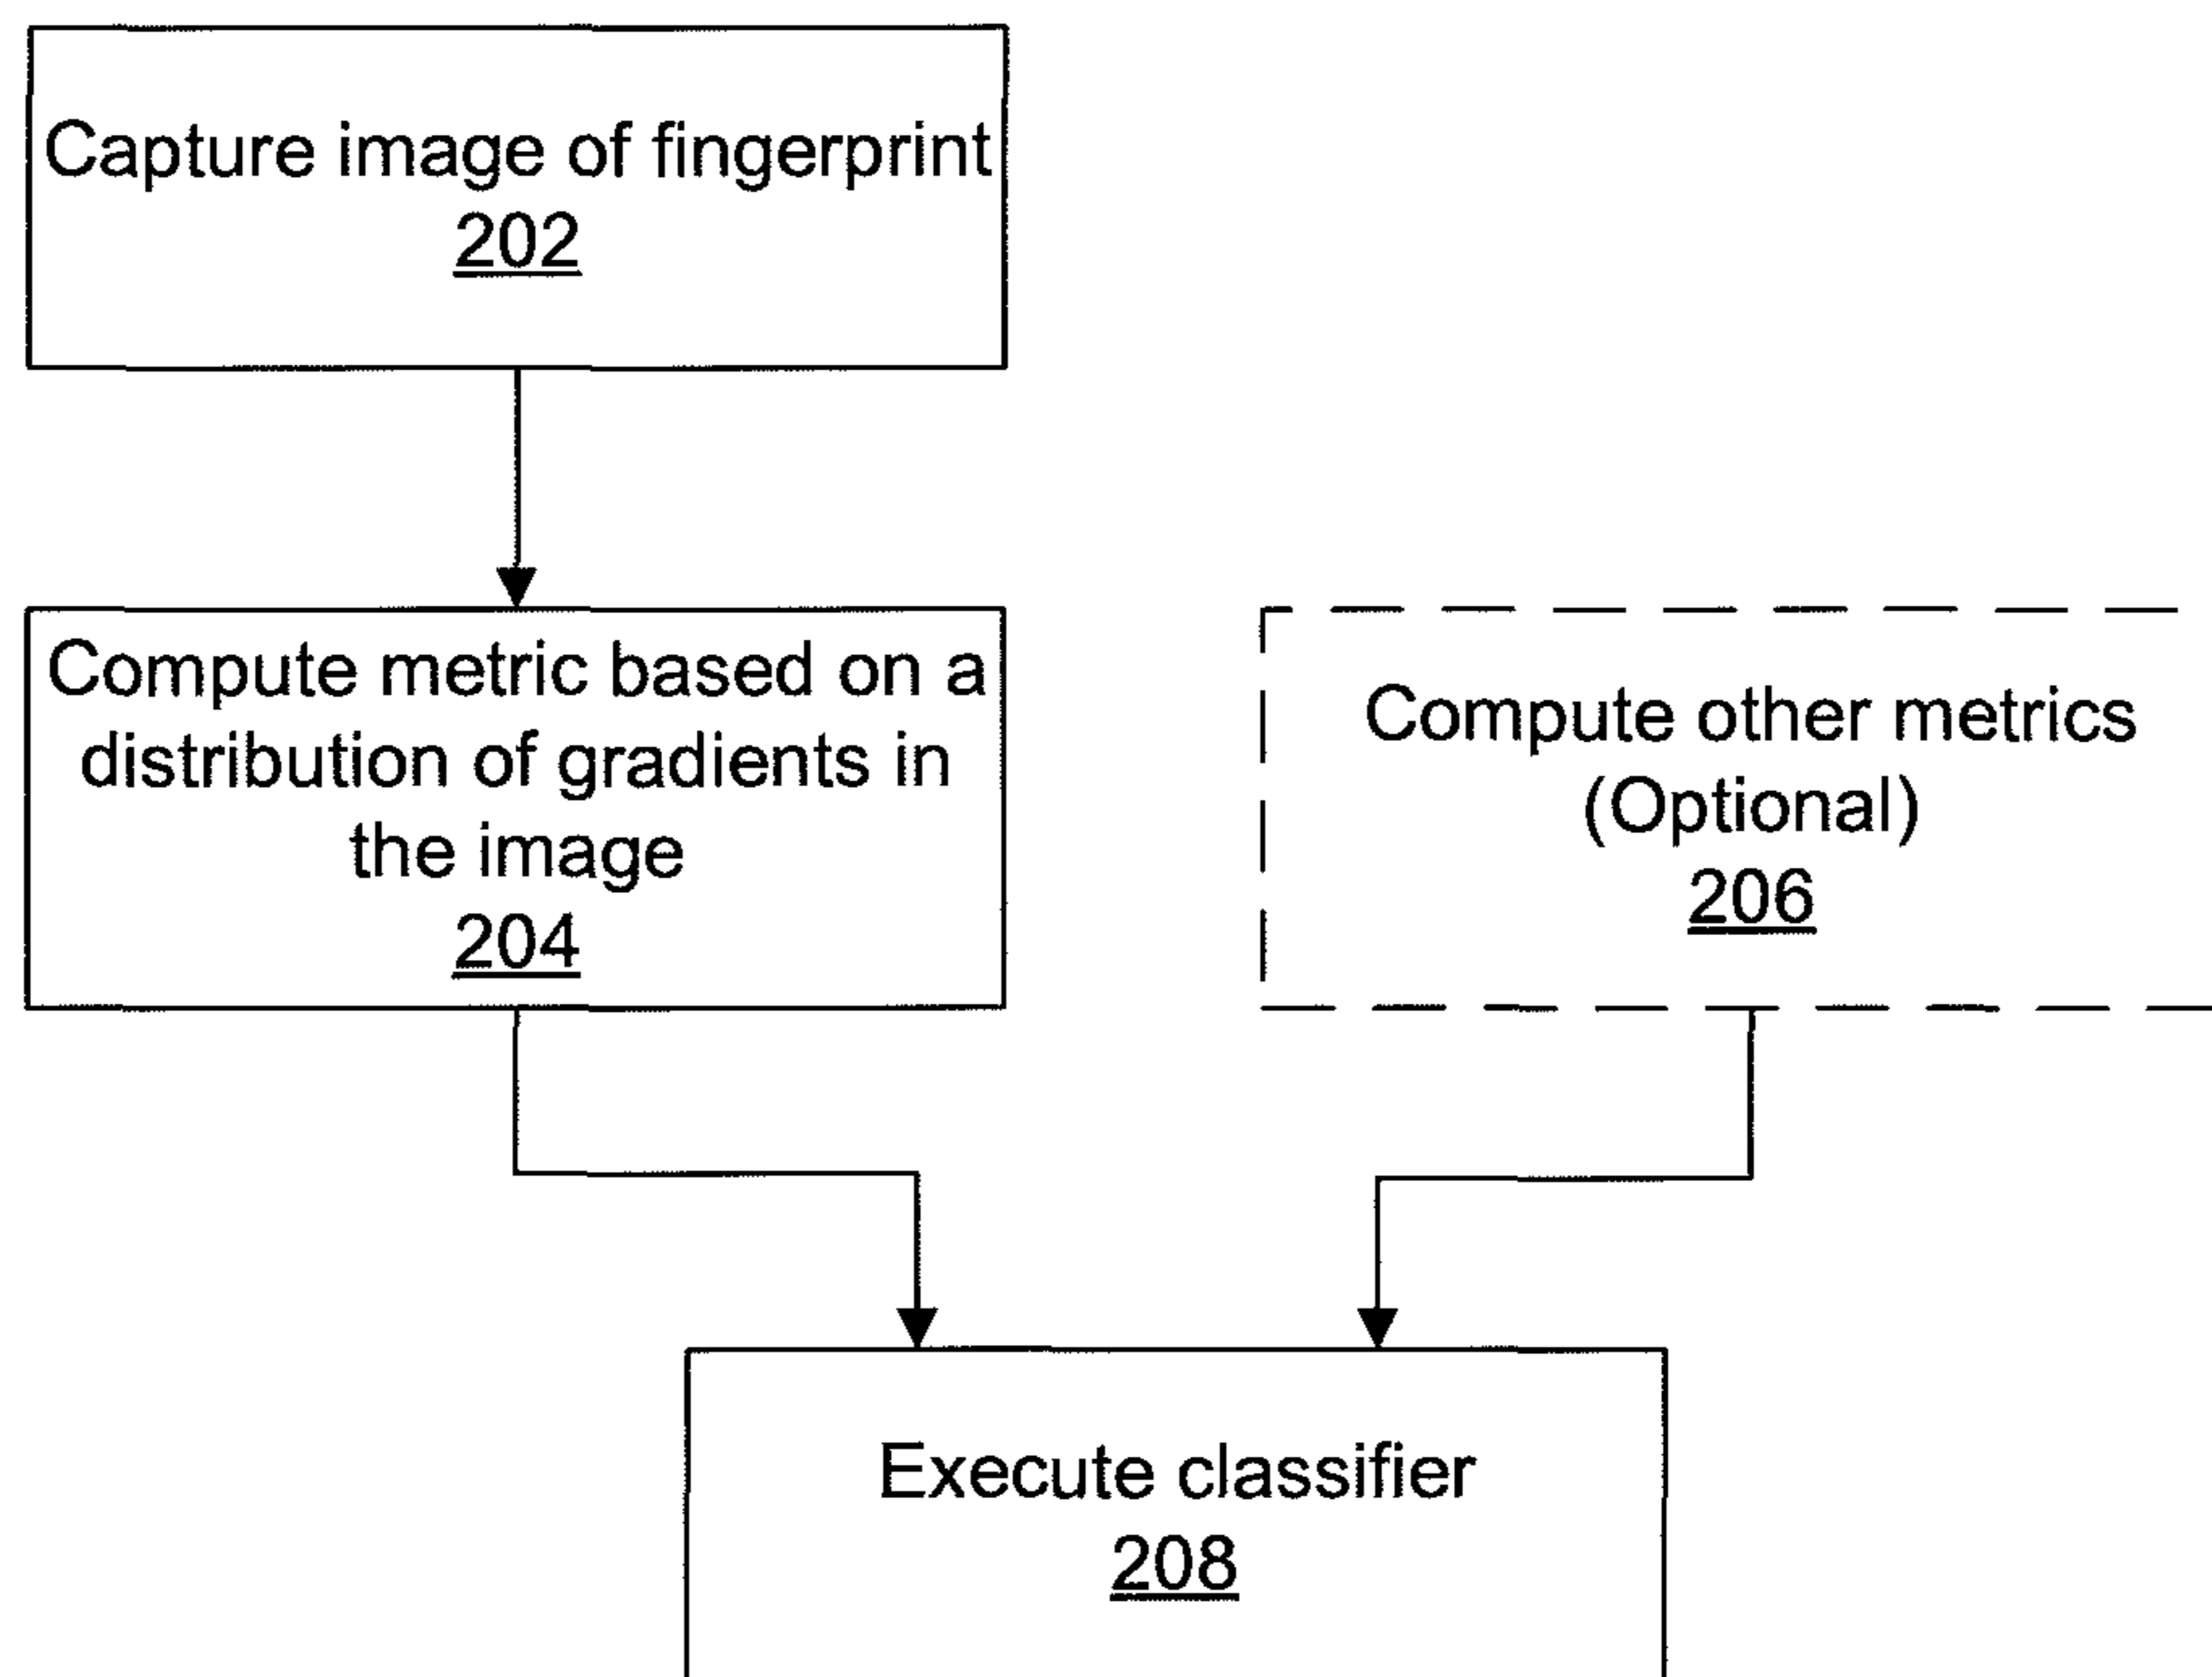 Capture image of fingerprint
202
Compute metric based on a
distribution of gradients in
the image
204
Compute other metrics
(Optional)
206
Execute classifier
208